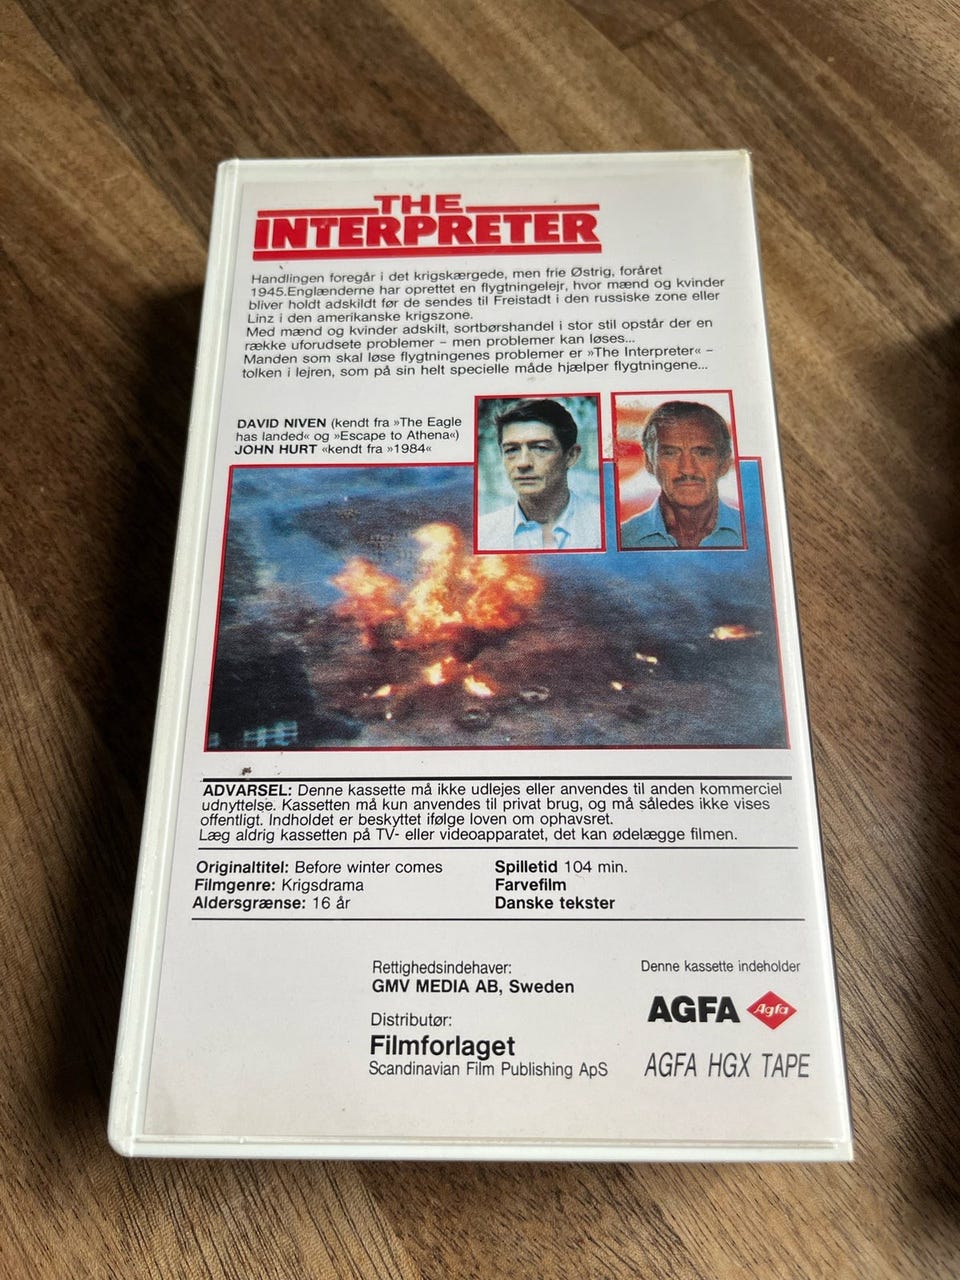 THE
INTERPRETER
Handlingen foregår i det krigskærgede, men frie Østrig, foråret
1945.Englænderne har oprettet en flygtningelejr, hvor mænd og kvinder
bliver holdt adskildt før de sendes til Freistadt i den russiske zone eller
Linz i den amerikanske krigszone.
Med mænd og kvinder adskilt, sortbørshandel i stor stil opstår der en
række uforudsete problemer – men problemer kan løses...
Manden som skal løse flygtningenes problemer er »The Interpreter« –
tolken i lejren, som på sin helt specielle måde hjælper flygtningene...
DAVID NIVEN (kendt fra »The Eagle
has landed« og »Escape to Athena«)
JOHN HURT «kendt fra »1984«
ADVARSEL: Denne kassette må ikke udlejes eller anvendes til anden kommerciel
udnyttelse. Kassetten må kun anvendes til privat brug, og må således ikke vises
offentligt. Indholdet er beskyttet ifølge loven om ophavsret.
Læg aldrig kassetten på TV- eller videoapparatet, det kan ødelægge filmen.
Originaltitel: Before winter comes
Filmgenre: Krigsdrama
Aldersgrænse: 16 år
Spilletid 104 min.
Farvefilm
Danske tekster
Rettighedsindehaver:
GMV MEDIA AB, Sweden
Distributør:
Filmforlaget
Scandinavian Film Publishing ApS
Denne kassette indeholder
AGFA Agfa
AGFA HGX TAPE